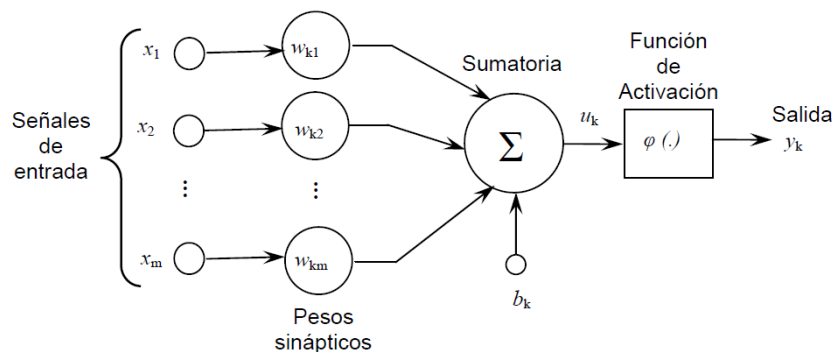 Señales
de
entrada
x1
x2
⋮
xm
wk1
wk2
⋮
wkm
Pesos
sinápticos
Sumatoria
Σ
bk
uk
Función
de
Activación
φ (.)
Salida
yk